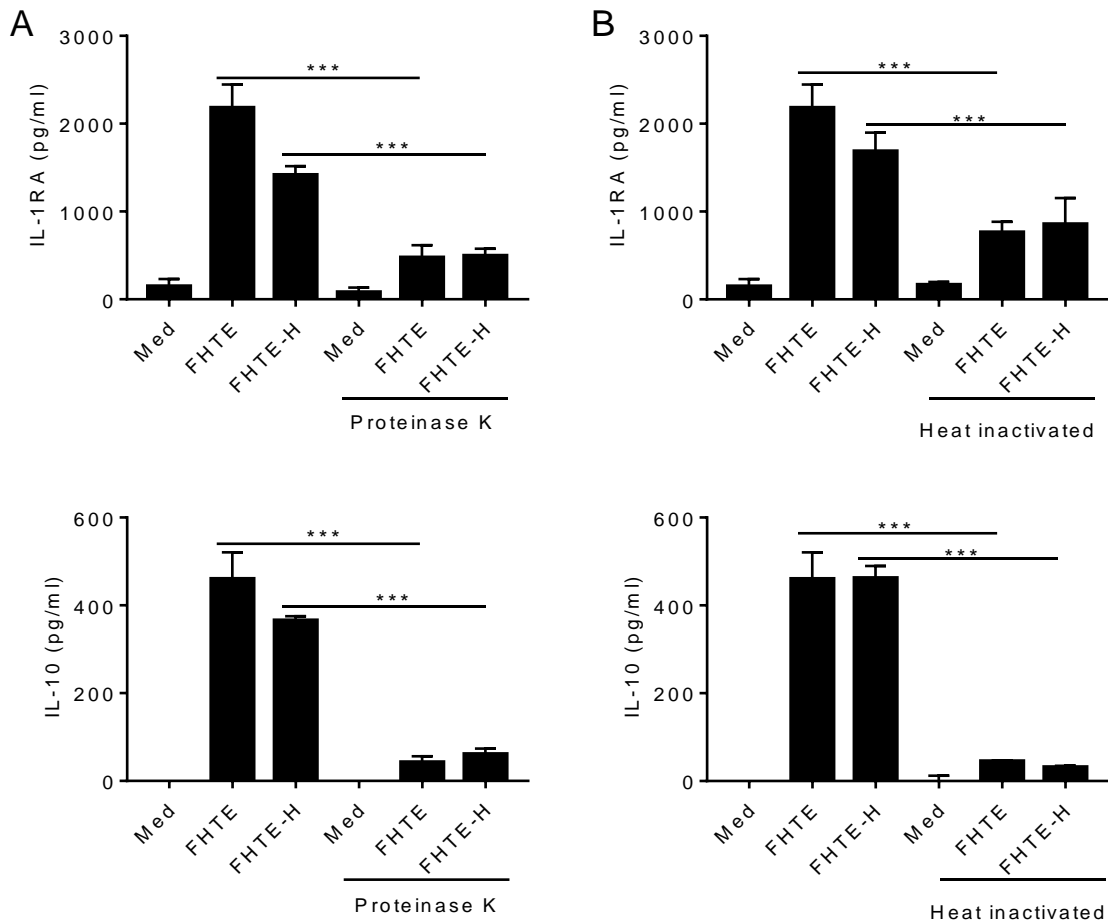 A
IL-1RA (pg/ml)
3000
2000
1000
0
***
***
Med
FHTE
FHTE-H
Med
FHTE
FHTE-H
Proteinase K
B
IL-1RA (pg/ml)
3000
2000
1000
0
***
***
Med
FHTE
FHTE-H
Med
FHTE
FHTE-H
Heat inactivated
IL-10 (pg/ml)
600
400
200
0
***
***
Med
FHTE
FHTE-H
Med
FHTE
FHTE-H
Proteinase K
IL-10 (pg/ml)
600
400
200
0
***
***
Med
FHTE
FHTE-H
Med
FHTE
FHTE-H
Heat inactivated